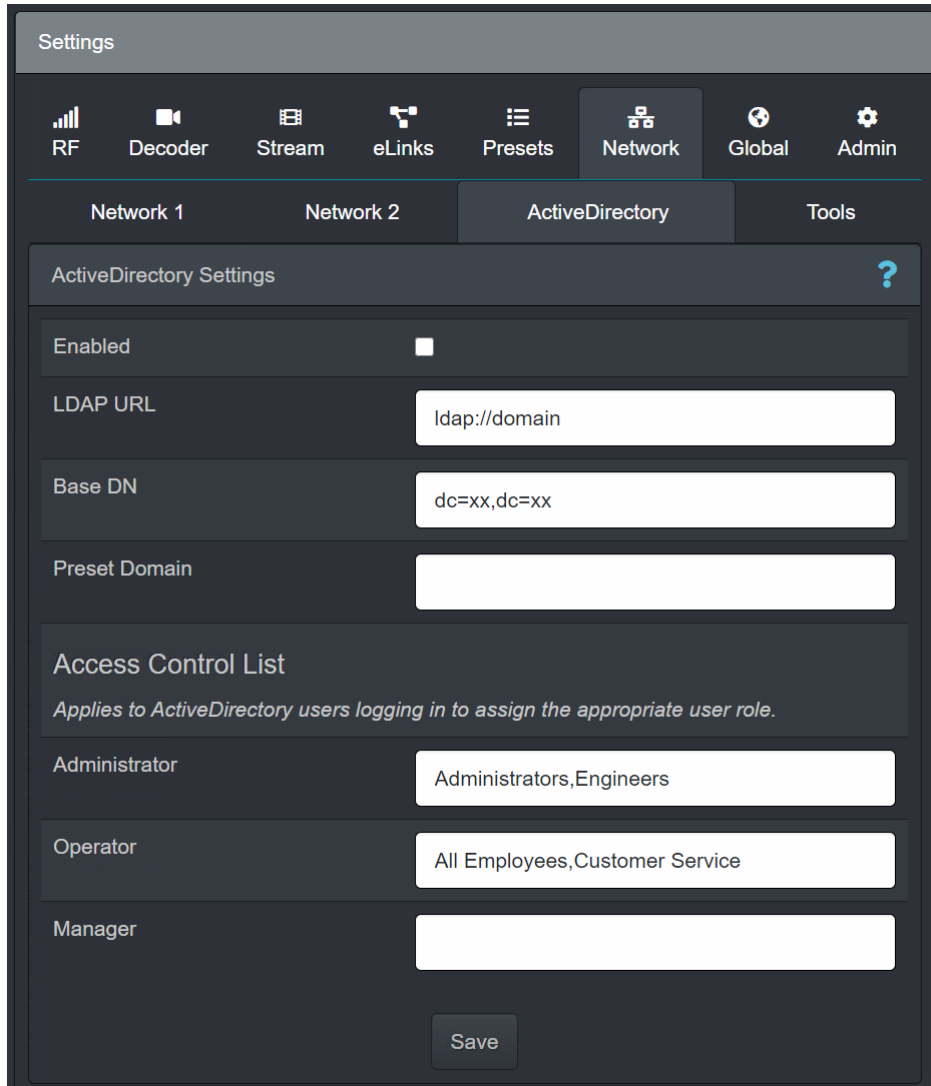 Settings
RF Decoder Stream eLinks Presets Network Global Admin
Network 1 Network 2 ActiveDirectory Tools
ActiveDirectory Settings ?
Enabled
LDAP URL ldap://domain
Base DN dc=xx,dc=xx
Preset Domain
Access Control List
Applies to ActiveDirectory users logging in to assign the appropriate user role.
Administrator Administrators,Engineers
Operator All Employees,Customer Service
Manager
Save